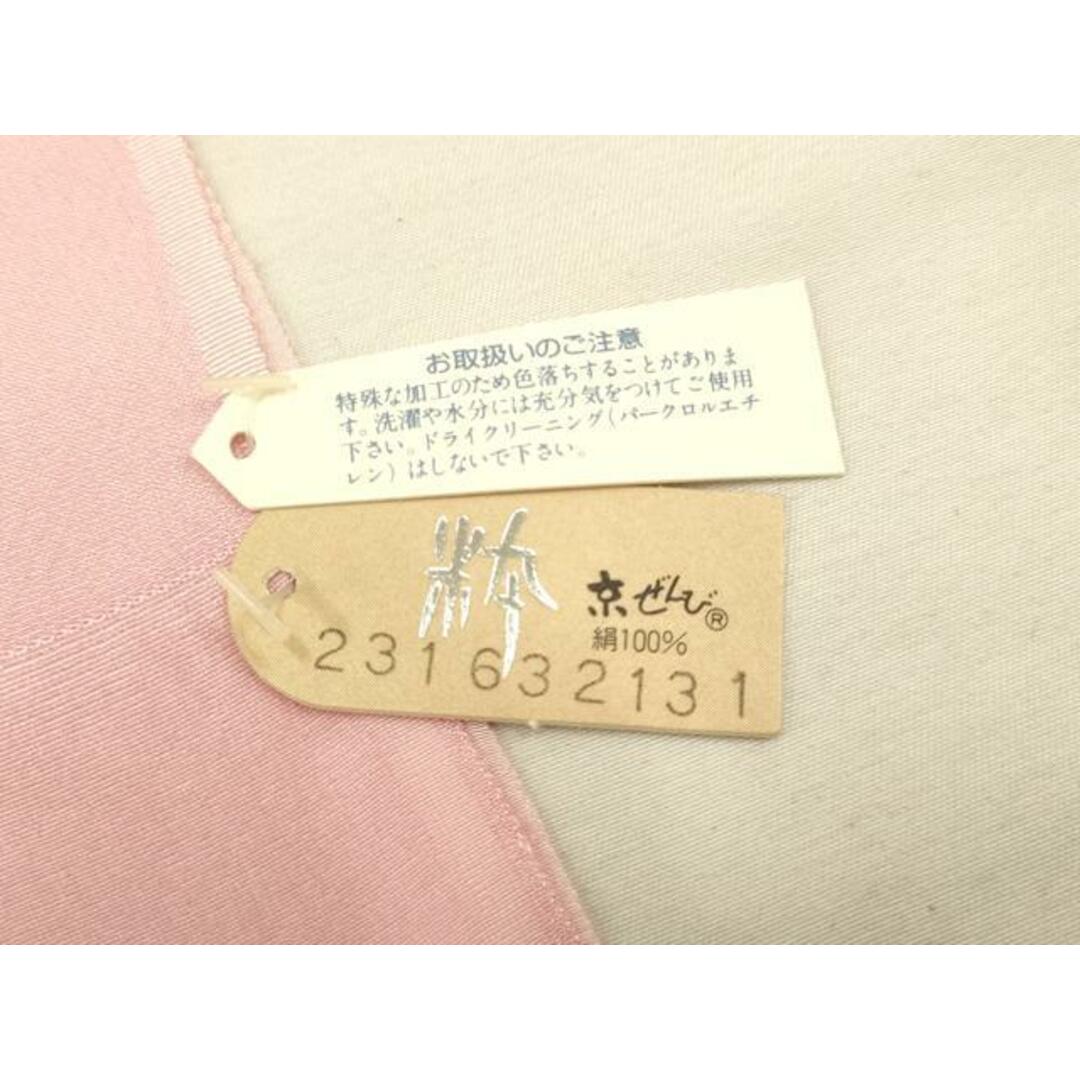 お取扱いのご注意
特殊な加工のため色落ちすることがありま
す。洗濯や水分には充分気をつけてご使用
下さい。ドライクリーニング(パークロルエチ
レン)はしないで下さい。
粋
京ぜんび®
絹100%
231632131